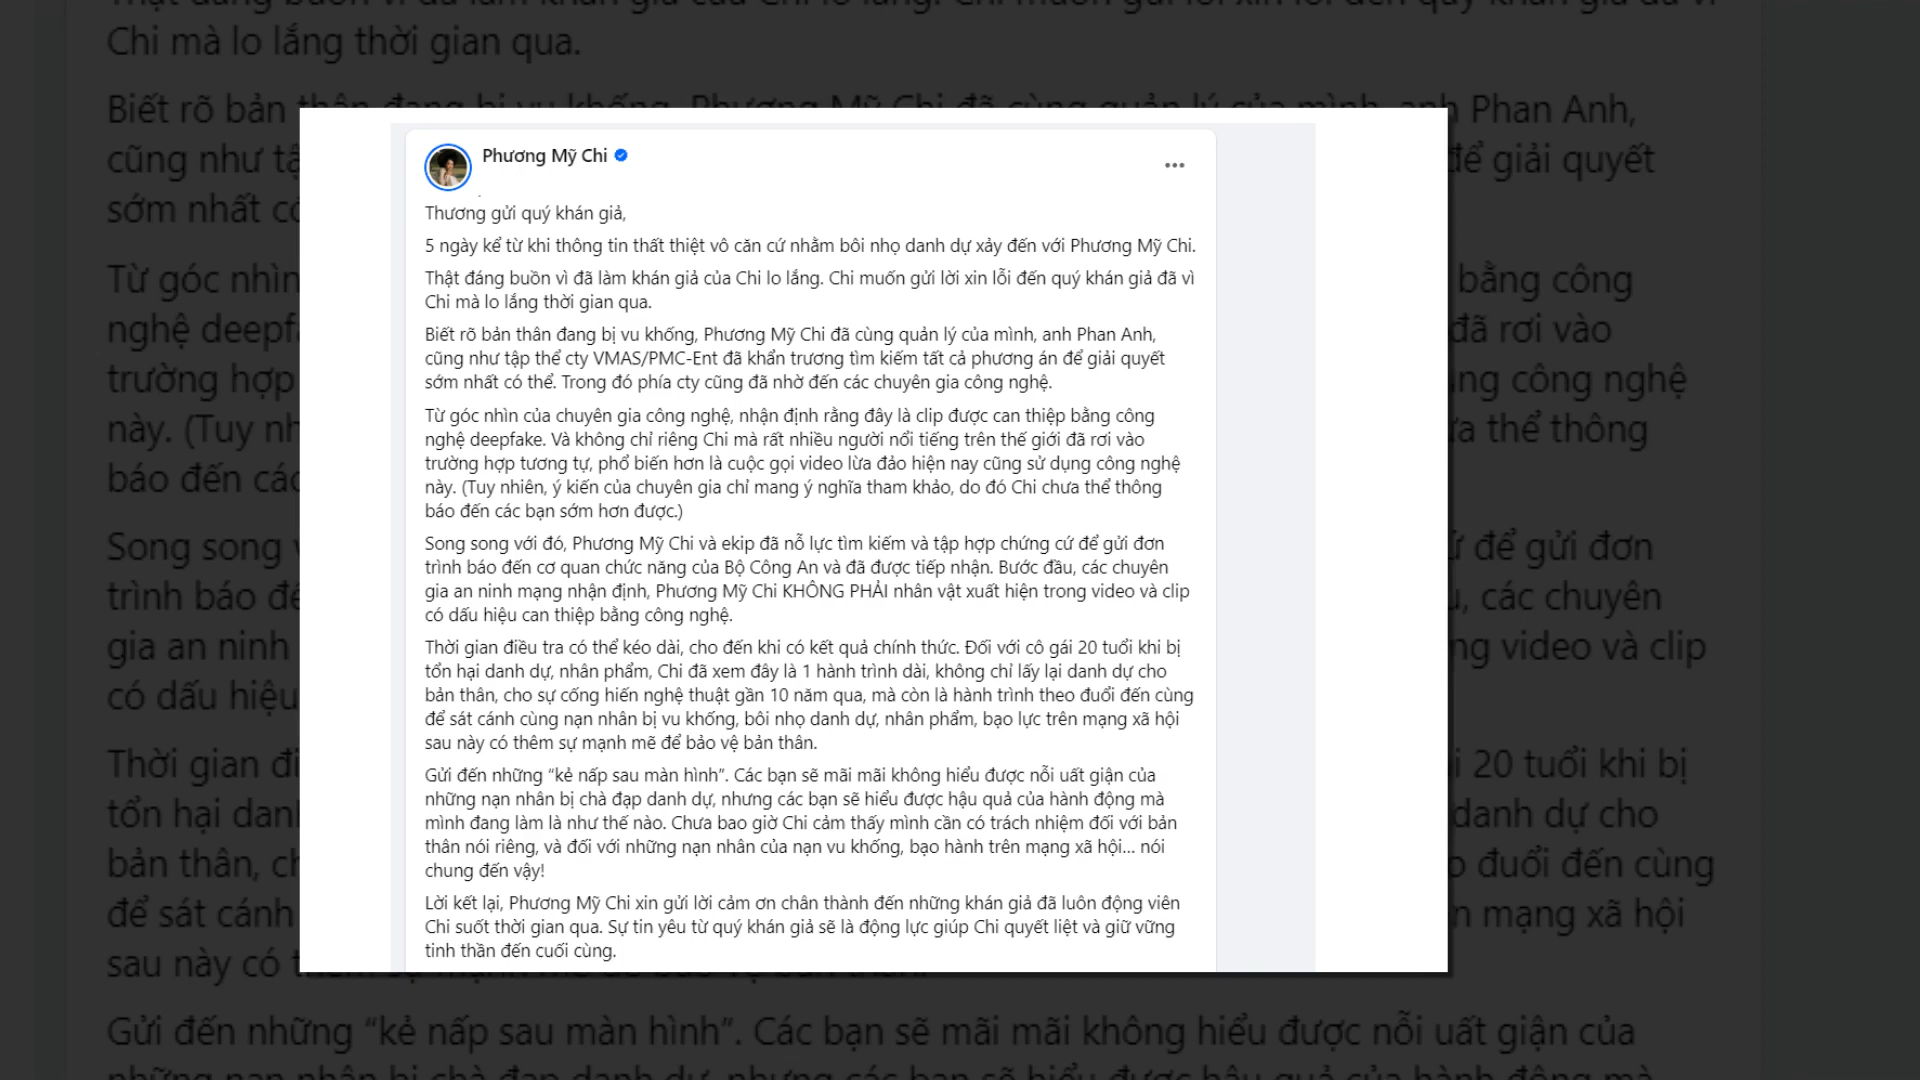 Phương Mỹ Chi
Thương gửi quý khán giả,
5 ngày kể từ khi thông tin thất thiệt vô căn cứ nhằm bôi nhọ danh dự xảy đến với Phương Mỹ Chi.
Thật đáng buồn vì đã làm khán giả của Chi lo lắng. Chi muốn gửi lời xin lỗi đến quý khán giả đã vì
Chi mà lo lắng thời gian qua.
Biết rõ bản thân đang bị vu khống, Phương Mỹ Chi đã cùng quản lý của mình, anh Phan Anh,
cũng như tập thể cty VMAS/PMC-Ent đã khẩn trương tìm kiếm tất cả phương án để giải quyết
sớm nhất có thể. Trong đó phía cty cũng đã nhờ đến các chuyên gia công nghệ.
Từ góc nhìn của chuyên gia công nghệ, nhận định rằng đây là clip được can thiệp bằng công
nghệ deepfake. Và không chỉ riêng Chi mà rất nhiều người nổi tiếng trên thế giới đã rơi vào
trường hợp tương tự, phổ biến hơn là cuộc gọi video lừa đảo hiện nay cũng sử dụng công nghệ
này. (Tuy nhiên, ý kiến của chuyên gia chỉ mang ý nghĩa tham khảo, do đó Chi chưa thể thông
báo đến các bạn sớm hơn được.)
Song song với đó, Phương Mỹ Chi và ekip đã nỗ lực tìm kiếm và tập hợp chứng cứ để gửi đơn
trình báo đến cơ quan chức năng của Bộ Công An và đã được tiếp nhận. Bước đầu, các chuyên
gia an ninh mạng nhận định, Phương Mỹ Chi KHÔNG PHẢI nhân vật xuất hiện trong video và clip
có dấu hiệu can thiệp bằng công nghệ.
Thời gian điều tra có thể kéo dài, cho đến khi có kết quả chính thức. Đối với cô gái 20 tuổi khi bị
tổn hại danh dự, nhân phẩm, Chi đã xem đây là 1 hành trình dài, không chỉ lấy lại danh dự cho
bản thân, cho sự cống hiến nghệ thuật gần 10 năm qua, mà còn là hành trình theo đuổi đến cùng
để sát cánh cùng nạn nhân bị vu khống, bôi nhọ danh dự, nhân phẩm, bạo lực trên mạng xã hội
sau này có thêm sự mạnh mẽ để bảo vệ bản thân.
Gửi đến những “kẻ nấp sau màn hình”. Các bạn sẽ mãi mãi không hiểu được nỗi uất giận của
những nạn nhân bị chà đạp danh dự, nhưng các bạn sẽ hiểu được hậu quả của hành động mà
mình đang làm là như thế nào. Chưa bao giờ Chi cảm thấy mình cần có trách nhiệm đối với bản
thân nói riêng, và đối với những nạn nhân của nạn vu khống, bạo hành trên mạng xã hội... nói
chung đến vậy!
Lời kết lại, Phương Mỹ Chi xin gửi lời cảm ơn chân thành đến những khán giả đã luôn động viên
Chi suốt thời gian qua. Sự tin yêu từ quý khán giả sẽ là động lực giúp Chi quyết liệt và giữ vững
tinh thần đến cuối cùng.